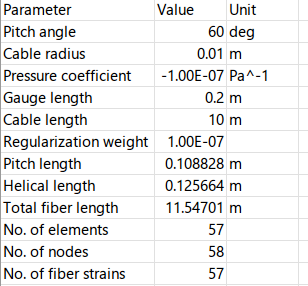 Parameter Value Unit
Pitch angle 60 deg
Cable radius 0.01 m
Pressure coefficient -1.00E-07 Pa^-1
Gauge length 0.2 m
Cable length 10 m
Regularization weight 1.00E-07
Pitch length 0.108828 m
Helical length 0.125664 m
Total fiber length 11.54701 m
No. of elements 57
No. of nodes 58
No. of fiber strains 57